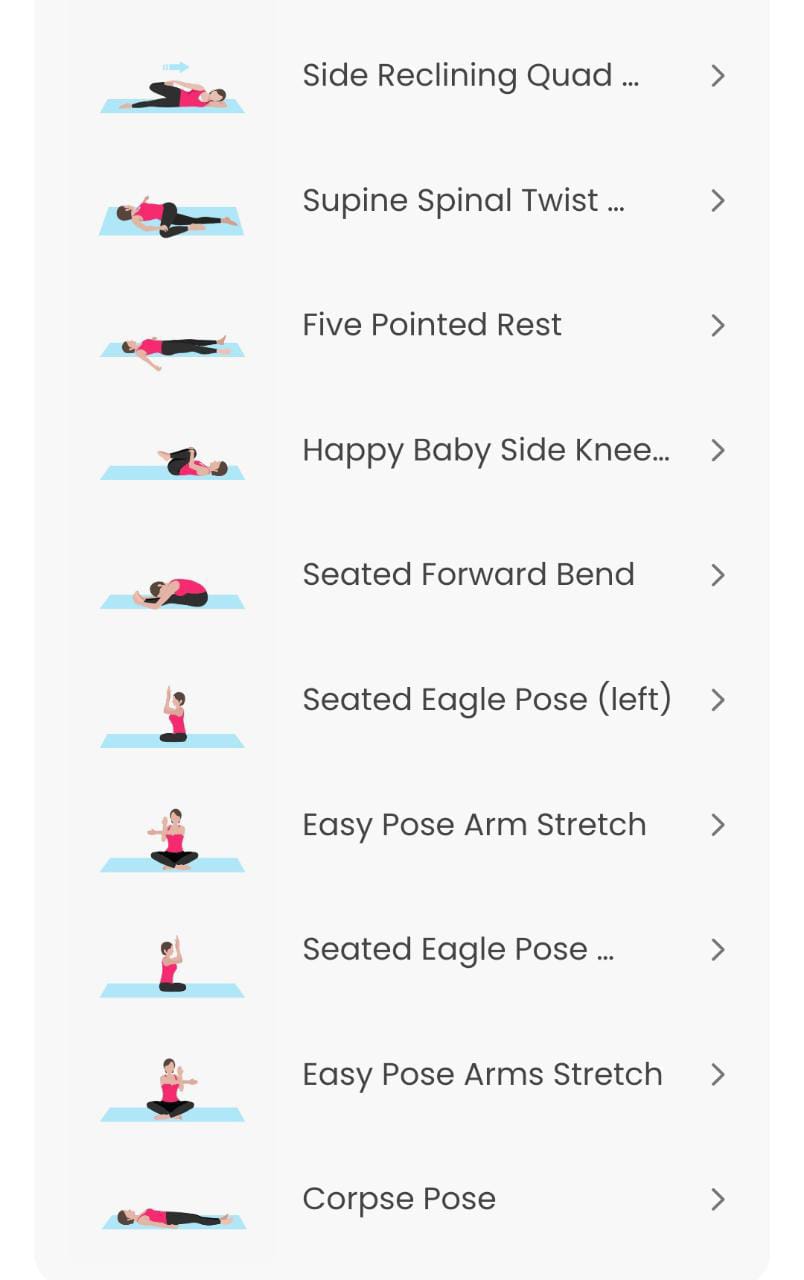 Side Reclining Quad ...
Supine Spinal Twist ...
Five Pointed Rest
Happy Baby Side Knee...
Seated Forward Bend
Seated Eagle Pose (left)
Easy Pose Arm Stretch
Seated Eagle Pose ...
Easy Pose Arms Stretch
Corpse Pose